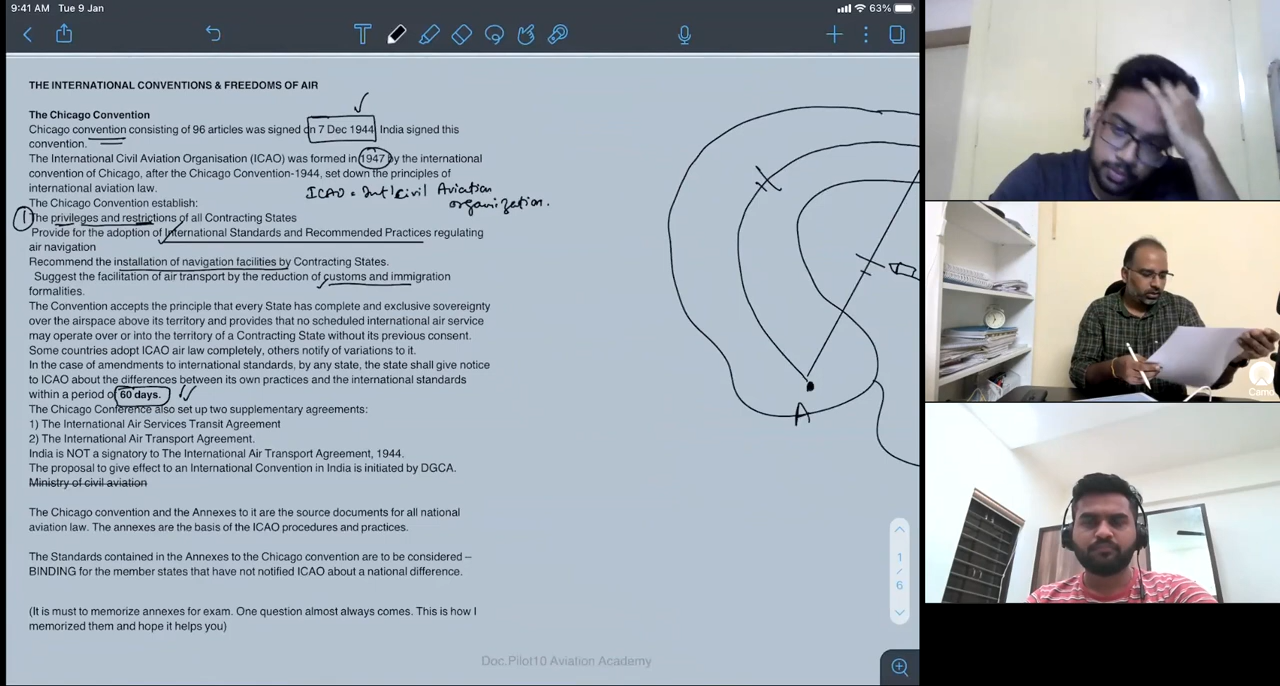 9:41 AM Tue 9 Jan
63%
THE INTERNATIONAL CONVENTIONS & FREEDOMS OF AIR
The Chicago Convention
Chicago convention consisting of 96 articles was signed on 7 Dec 1944 India signed this
convention.
The International Civil Aviation Organisation (ICAO) was formed in 1947 by the international
convention of Chicago, after the Chicago Convention-1944, set down the principles of
international aviation law.
ICAO = Int'l Civil Aviation
organization.
The Chicago Convention establish:
1 The privileges and restrictions of all Contracting States
Provide for the adoption of International Standards and Recommended Practices regulating
air navigation
Recommend the installation of navigation facilities by Contracting States.
Suggest the facilitation of air transport by the reduction of customs and immigration
formalities.
The Convention accepts the principle that every State has complete and exclusive sovereignty
over the airspace above its territory and provides that no scheduled international air service
may operate over or into the territory of a Contracting State without its previous consent.
Some countries adopt ICAO air law completely, others notify of variations to it.
In the case of amendments to international standards, by any state, the state shall give notice
to ICAO about the differences between its own practices and the international standards
within a period of 60 days.
The Chicago Conference also set up two supplementary agreements:
1) The International Air Services Transit Agreement
2) The International Air Transport Agreement.
India is NOT a signatory to The International Air Transport Agreement, 1944.
The proposal to give effect to an International Convention in India is initiated by DGCA.
Ministry of civil aviation
The Chicago convention and the Annexes to it are the source documents for all national
aviation law. The annexes are the basis of the ICAO procedures and practices.
The Standards contained in the Annexes to the Chicago convention are to be considered –
BINDING for the member states that have not notified ICAO about a national difference.
(It is must to memorize annexes for exam. One question almost always comes. This is how I
memorized them and hope it helps you)
Doc.Pilot10 Aviation Academy
A
1
/
6
T
Camo